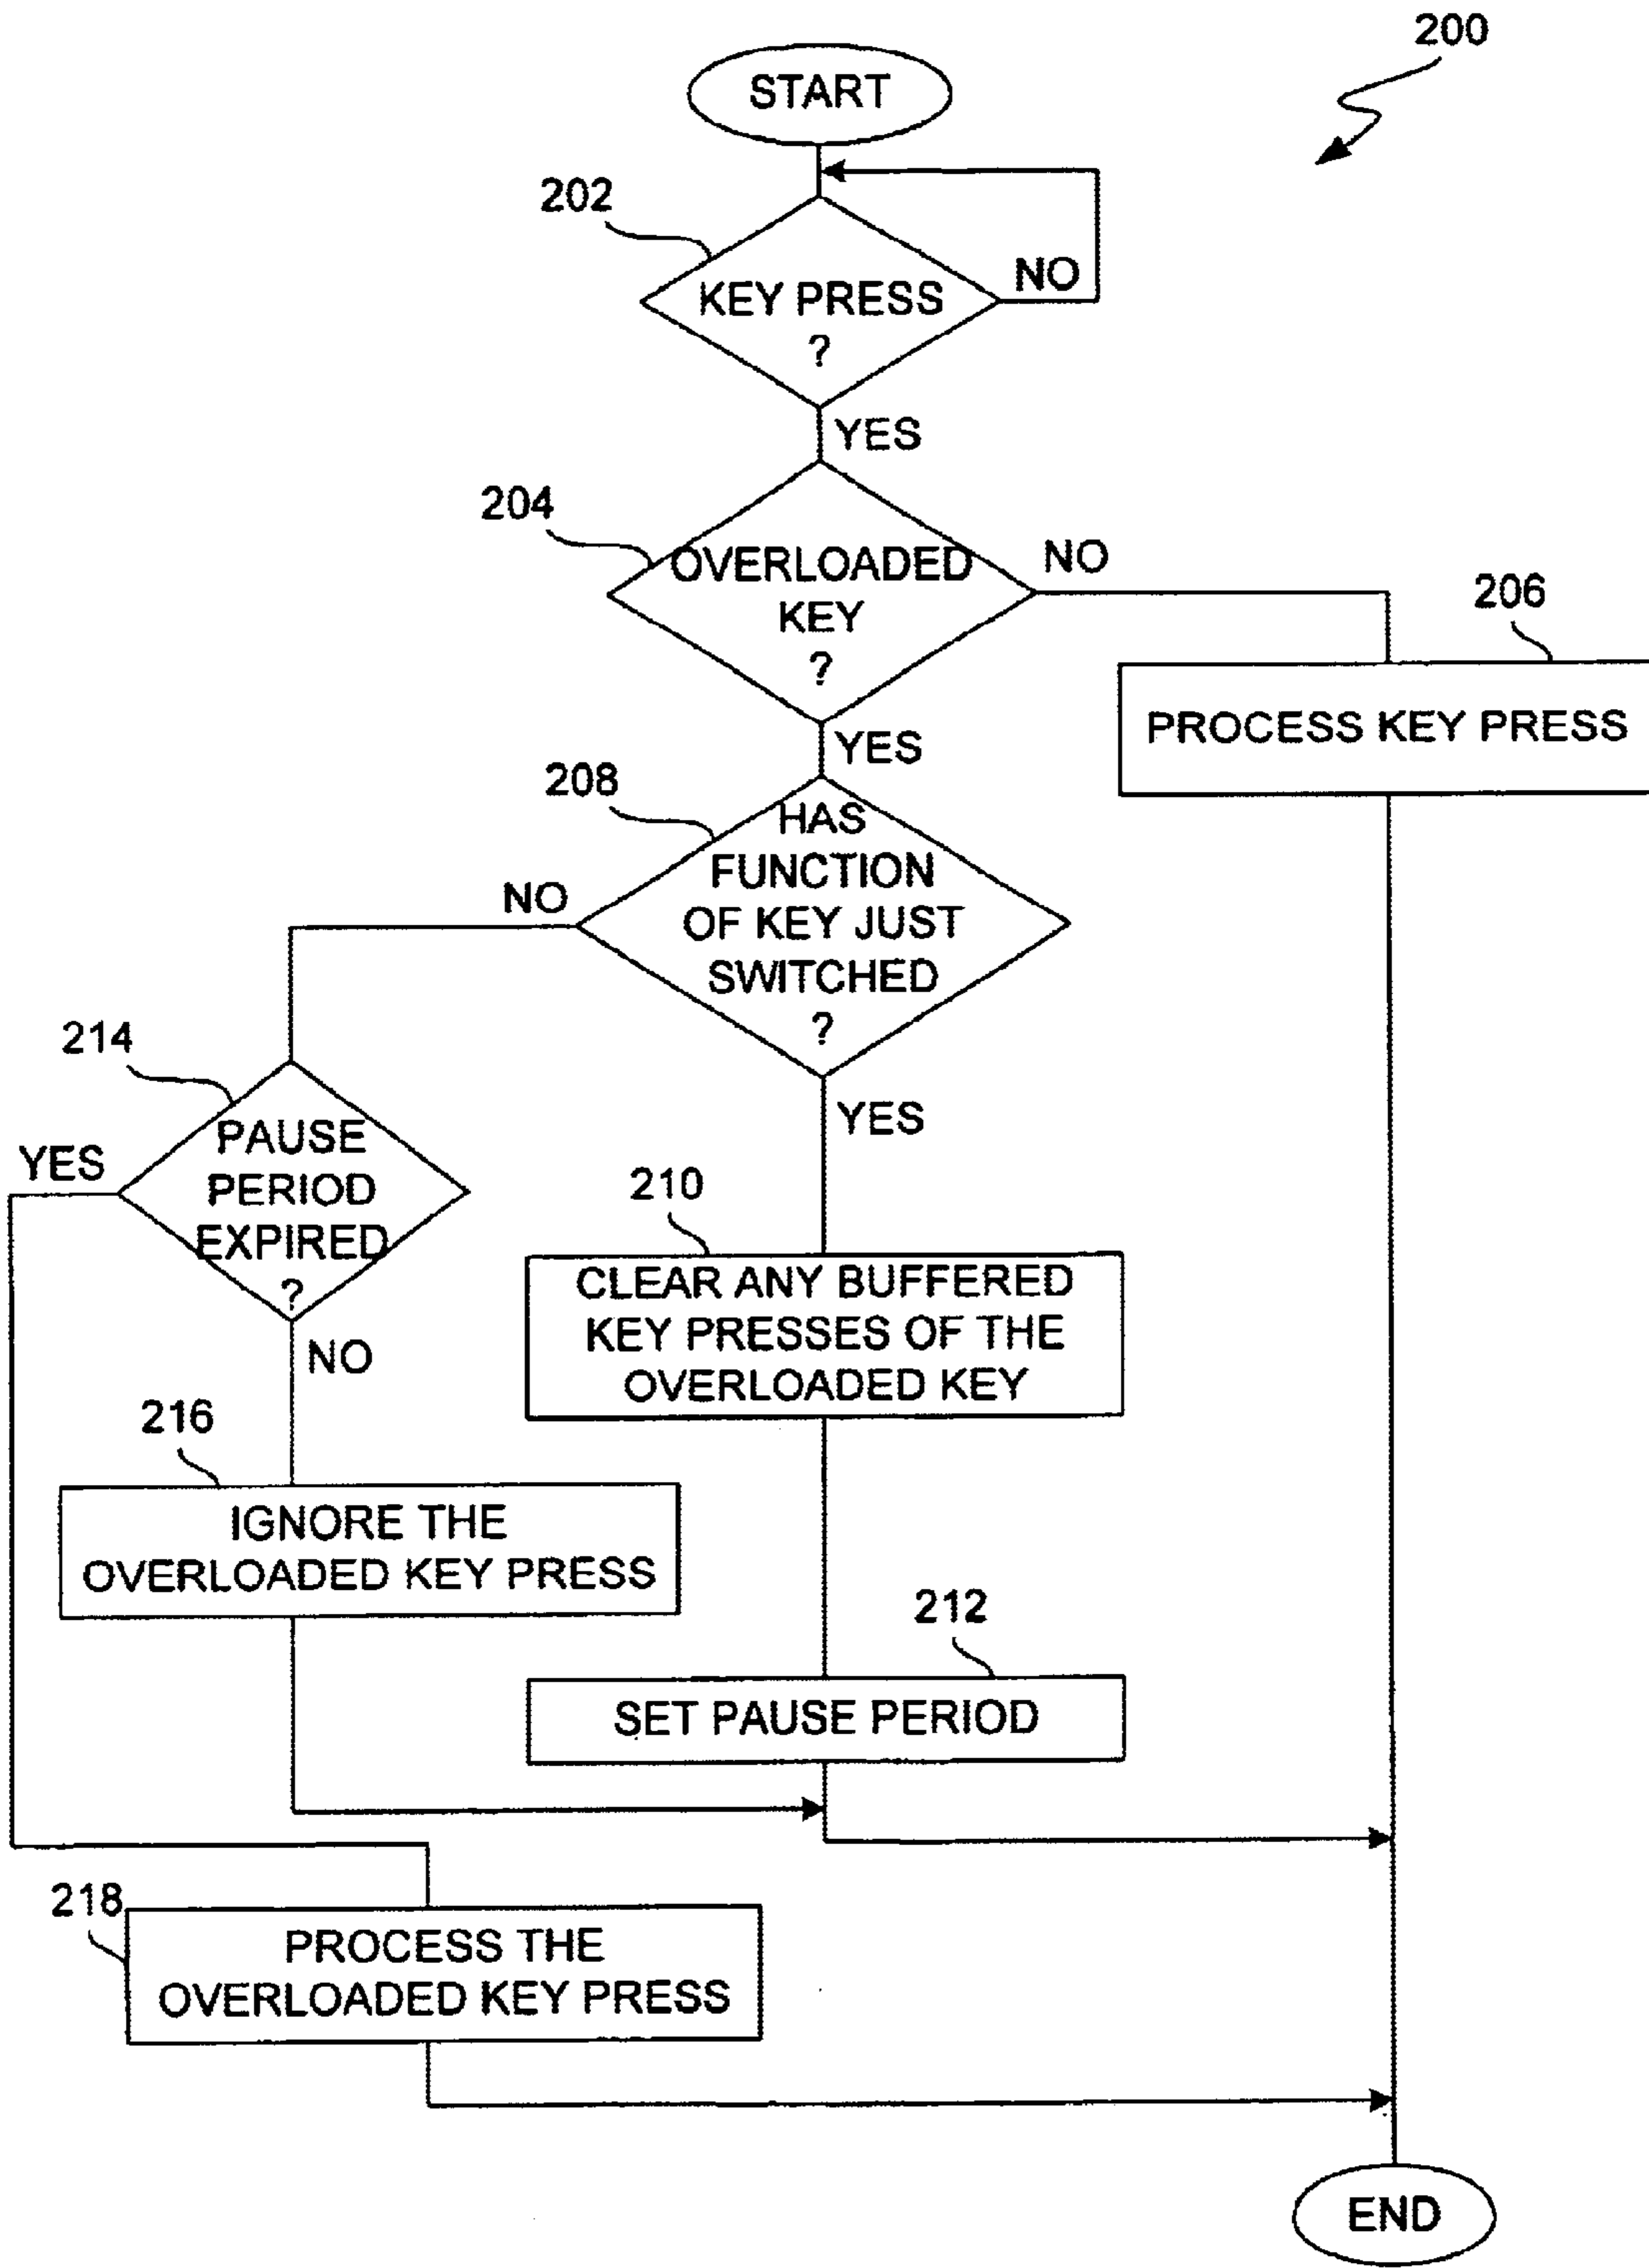 200
START
202
KEY PRESS
?
NO
YES
204
OVERLOADED
KEY
?
NO
206
PROCESS KEY PRESS
YES
208
HAS
FUNCTION
OF KEY JUST
SWITCHED
?
NO
YES
214
PAUSE
PERIOD
EXPIRED
?
YES
NO
210
CLEAR ANY BUFFERED
KEY PRESSES OF THE
OVERLOADED KEY
216
IGNORE THE
OVERLOADED KEY PRESS
212
SET PAUSE PERIOD
218
PROCESS THE
OVERLOADED KEY PRESS
END